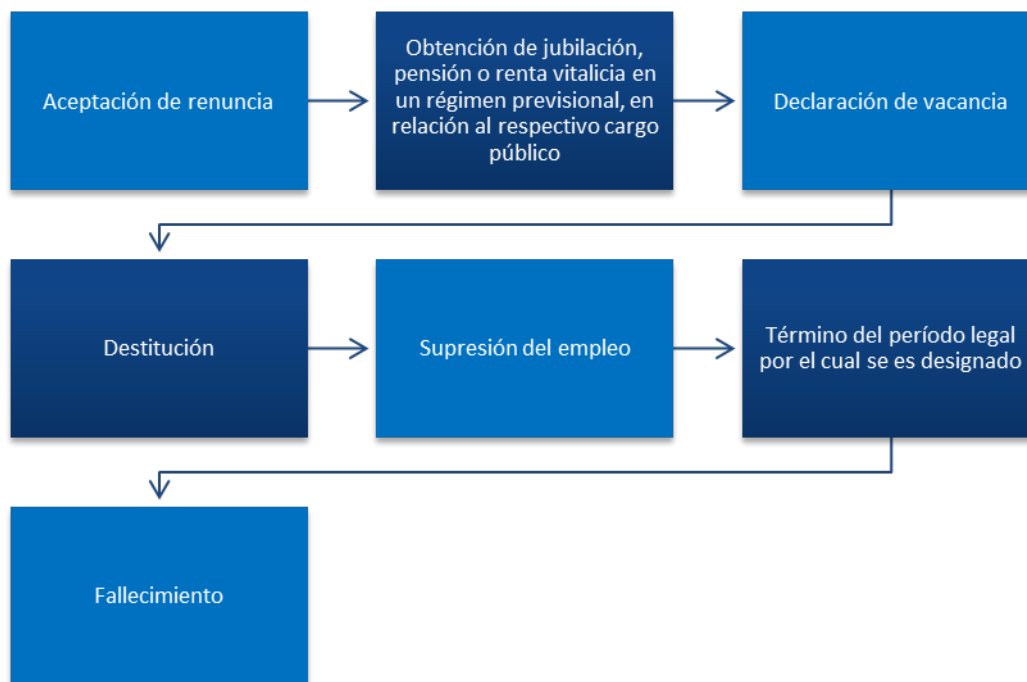 Aceptación de renuncia
Obtención de jubilación,
pensión o renta vitalicia en
un régimen previsional, en
relación al respectivo cargo
público
Declaración de vacancia
Destitución
Supresión del empleo
Término del período legal
por el cual se es designado
Fallecimiento